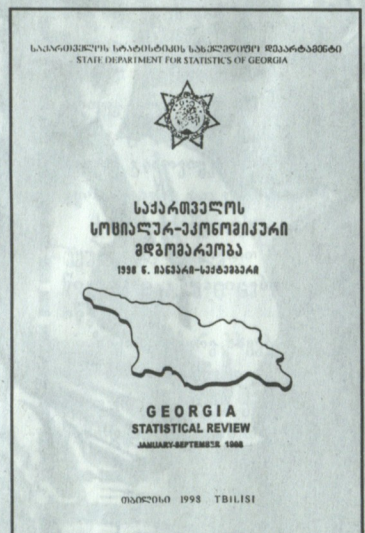 საქართველოს სტატისტიკის სახელმწიფო დეპარტამენტი
STATE DEPARTMENT FOR STATISTICS OF GEORGIA
საქართველოს
სოციალურ-ეკონომიკური
მდგომარეობა
1998 წ. იანვარი-სექტემბერი
GEORGIA
STATISTICAL REVIEW
JANUARY-SEPTEMBER 1998
თბილისი 1998 TBILISI